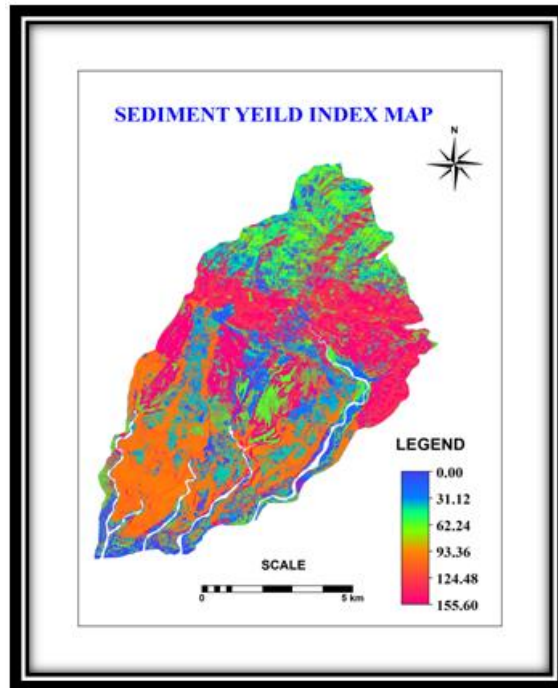 SEDIMENT YEILD INDEX MAP
N
LEGEND
0.00
31.12
62.24
93.36
124.48
155.60
SCALE
0 5 km